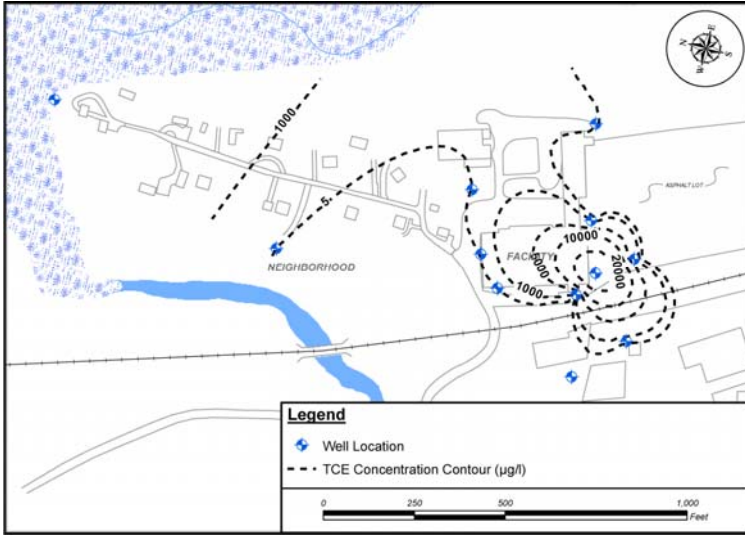 N
E
S
W
1000
5
ASPHALT LOT
10000
FACILITY
5000
20000
NEIGHBORHOOD
1000
Legend
Well Location
TCE Concentration Contour (µg/l)
0 250 500 1,000
Feet